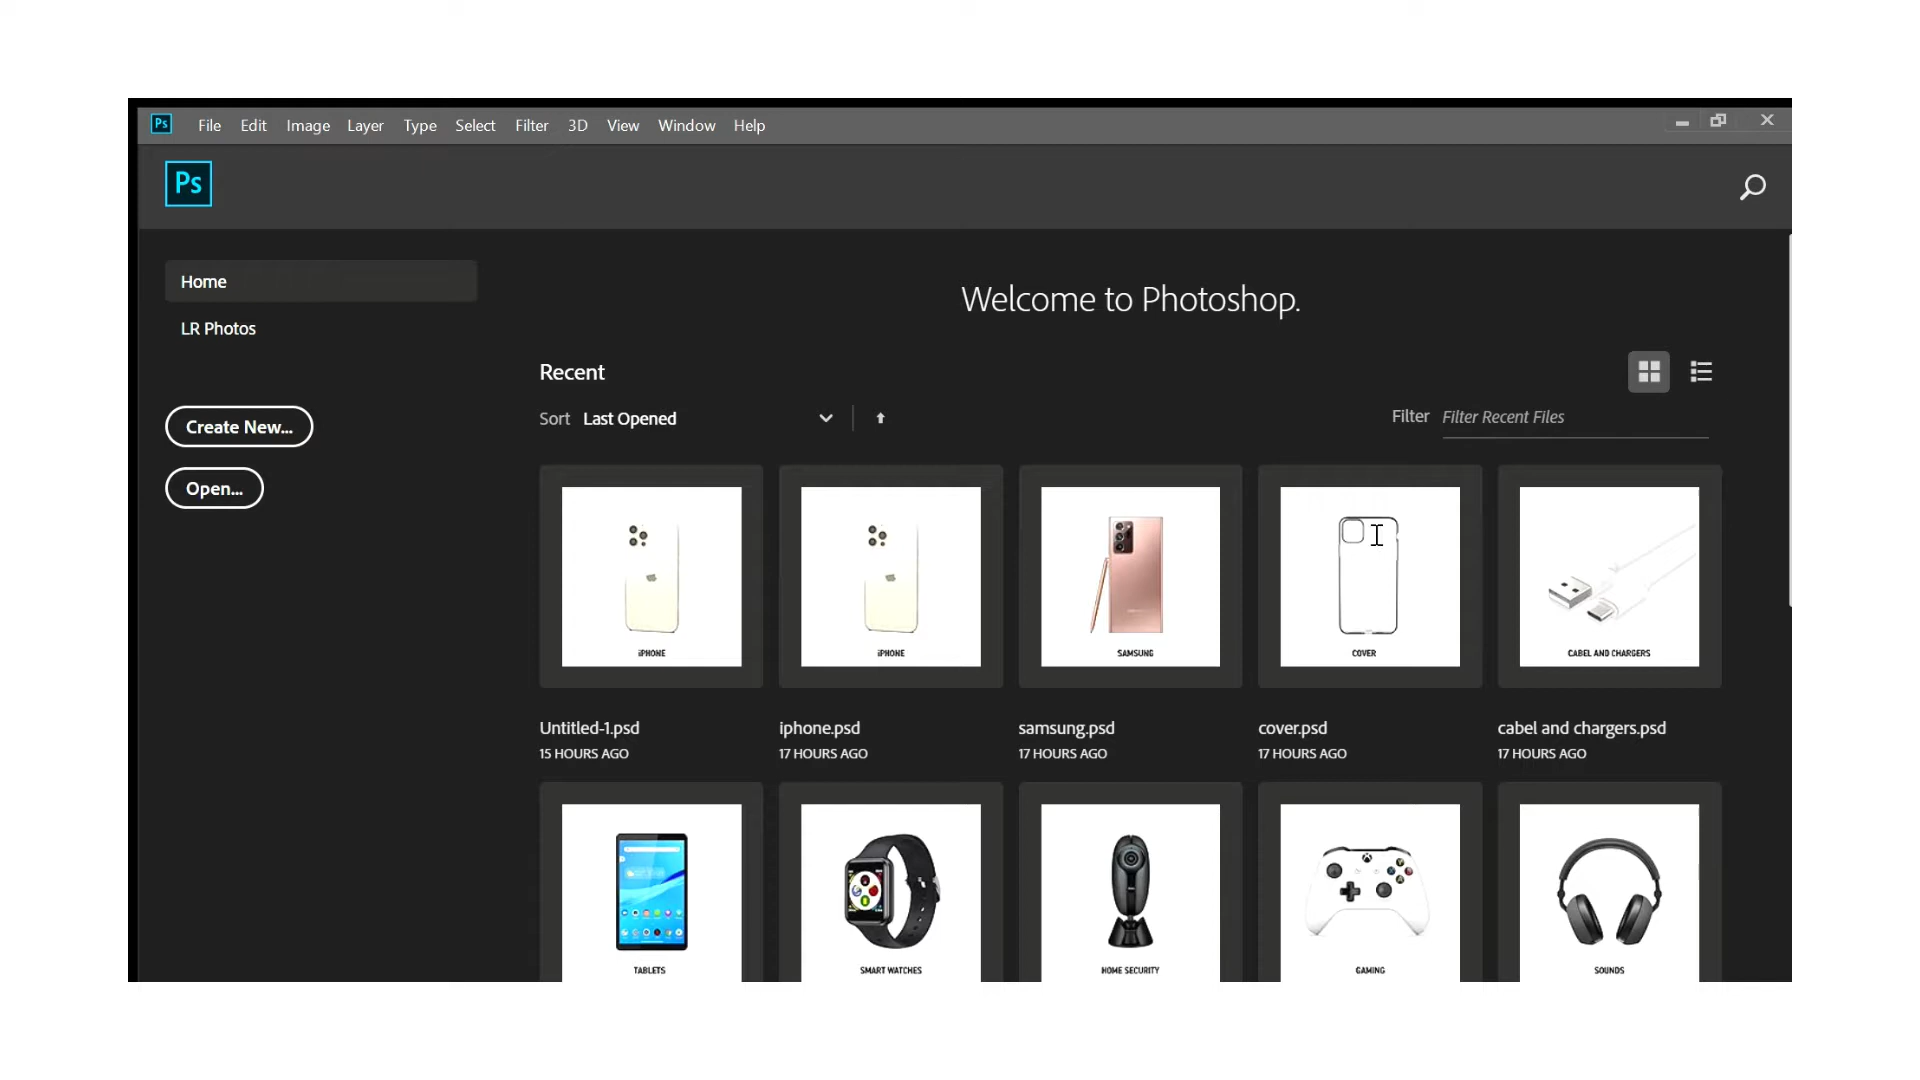 Ps File Edit Image Layer Type Select Filter 3D View Window Help
Ps
Home
LR Photos
Create New...
Open...
Welcome to Photoshop.
Recent
Sort Last Opened
Filter Filter Recent Files
iPHONE
iPHONE
SAMSUNG
COVER
CABEL AND CHARGERS
Untitled-1.psd
15 HOURS AGO
iphone.psd
17 HOURS AGO
samsung.psd
17 HOURS AGO
cover.psd
17 HOURS AGO
cabel and chargers.psd
17 HOURS AGO
TABLETS
SMART WATCHES
HOME SECURITY
GAMING
SOUNDS